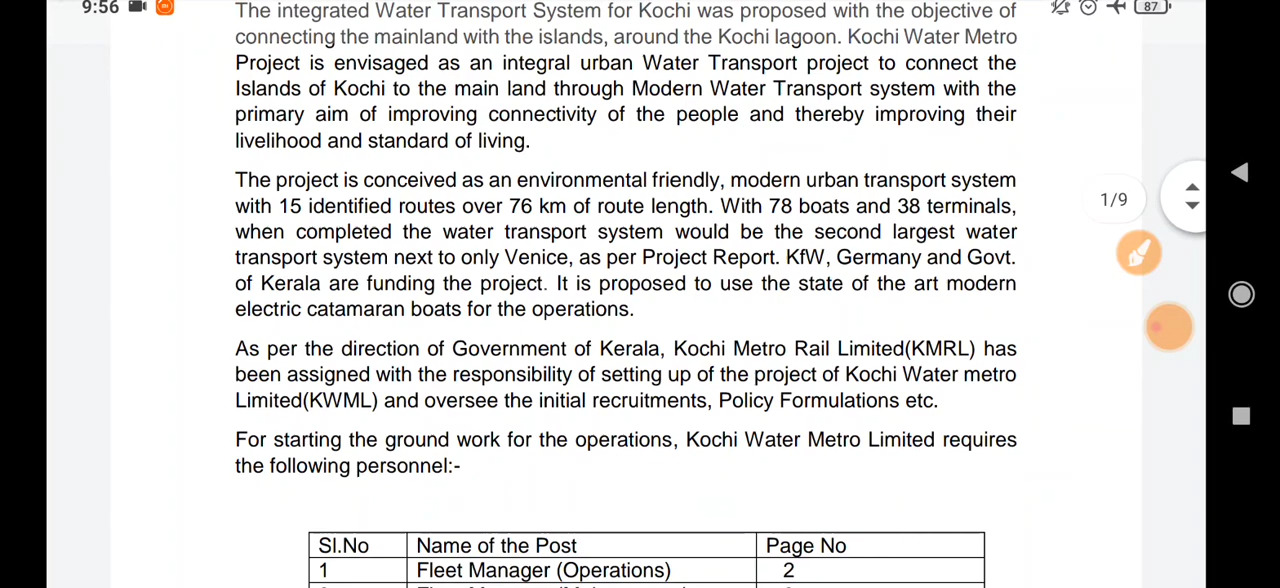 9:56
87
The integrated Water Transport System for Kochi was proposed with the objective of
connecting the mainland with the islands, around the Kochi lagoon. Kochi Water Metro
Project is envisaged as an integral urban Water Transport project to connect the
Islands of Kochi to the main land through Modern Water Transport system with the
primary aim of improving connectivity of the people and thereby improving their
livelihood and standard of living.
The project is conceived as an environmental friendly, modern urban transport system
with 15 identified routes over 76 km of route length. With 78 boats and 38 terminals,
when completed the water transport system would be the second largest water
transport system next to only Venice, as per Project Report. KfW, Germany and Govt.
of Kerala are funding the project. It is proposed to use the state of the art modern
electric catamaran boats for the operations.
1/9
As per the direction of Government of Kerala, Kochi Metro Rail Limited(KMRL) has
been assigned with the responsibility of setting up of the project of Kochi Water metro
Limited(KWML) and oversee the initial recruitments, Policy Formulations etc.
For starting the ground work for the operations, Kochi Water Metro Limited requires
the following personnel:-
Sl.No Name of the Post Page No
1 Fleet Manager (Operations) 2